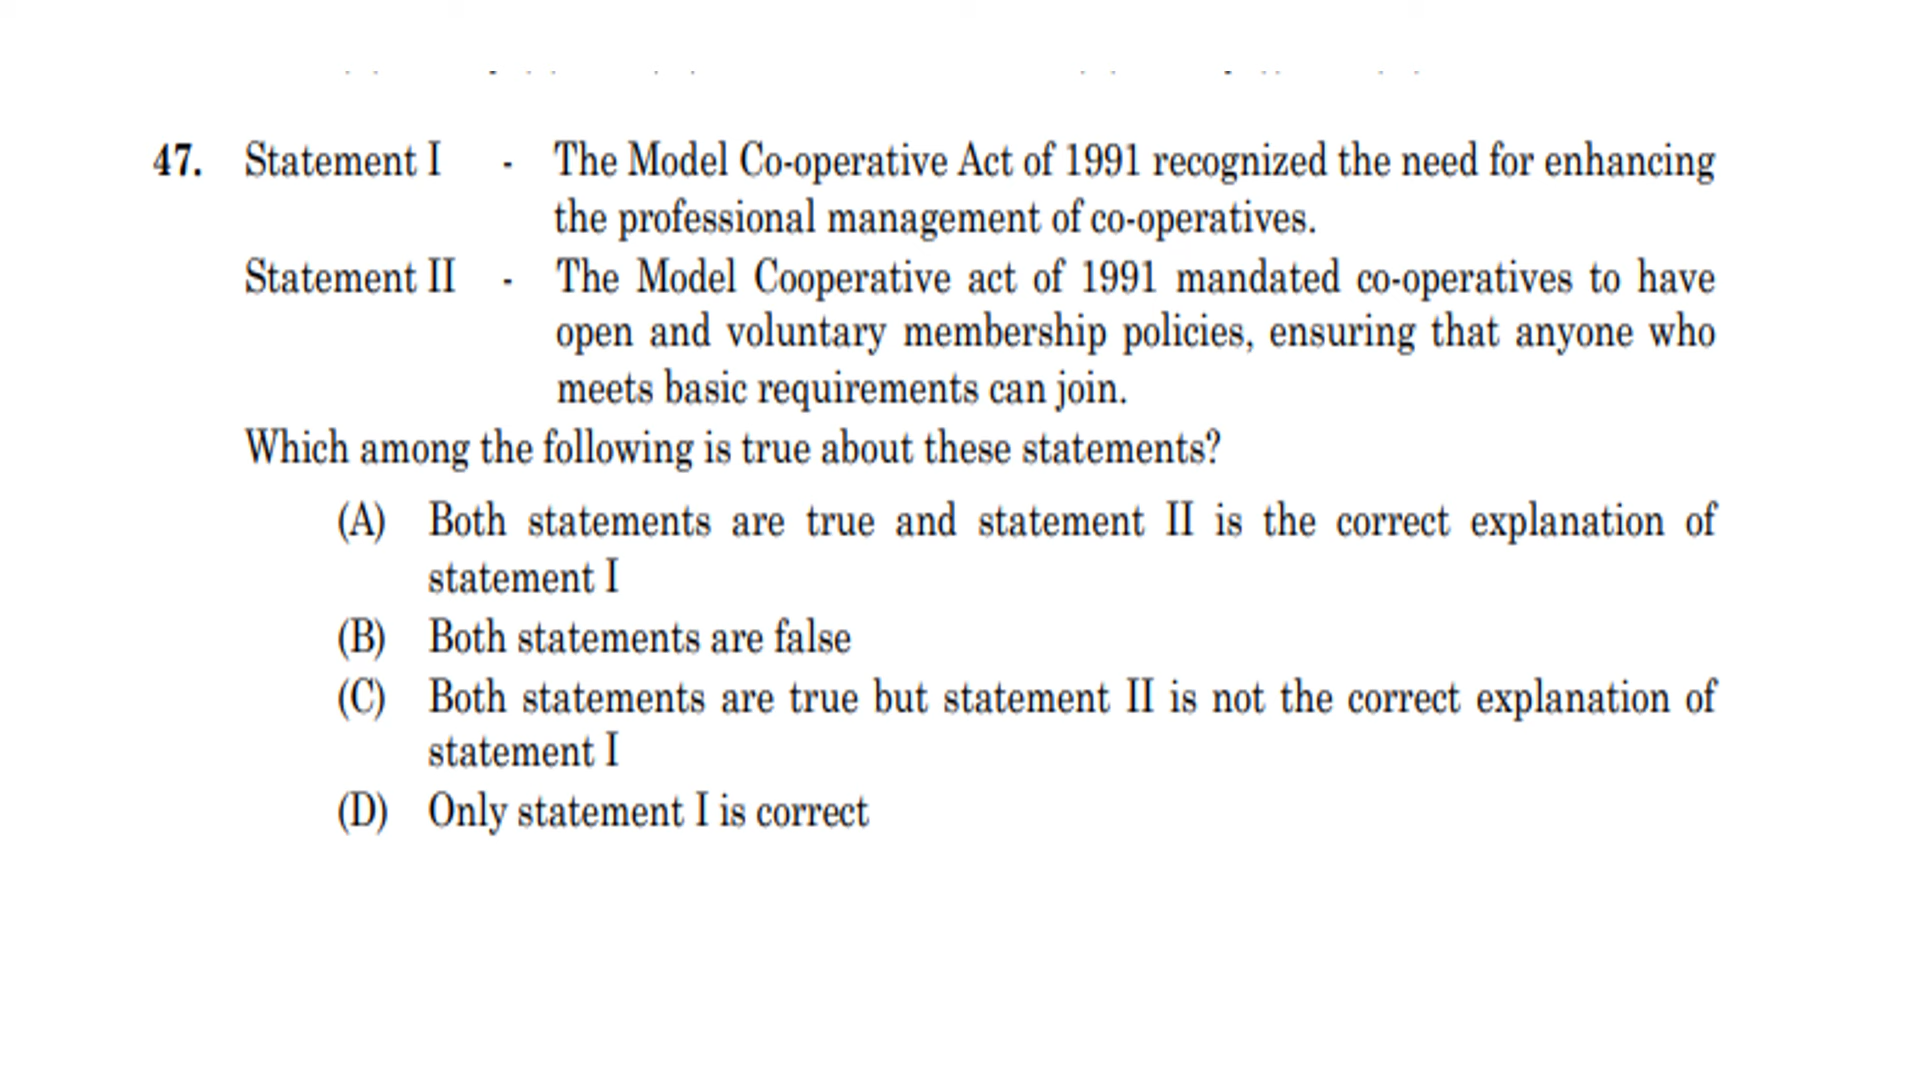 47. Statement I - The Model Co-operative Act of 1991 recognized the need for enhancing
the professional management of co-operatives.
Statement II - The Model Cooperative act of 1991 mandated co-operatives to have
open and voluntary membership policies, ensuring that anyone who
meets basic requirements can join.
Which among the following is true about these statements?
(A) Both statements are true and statement II is the correct explanation of
statement I
(B) Both statements are false
(C) Both statements are true but statement II is not the correct explanation of
statement I
(D) Only statement I is correct